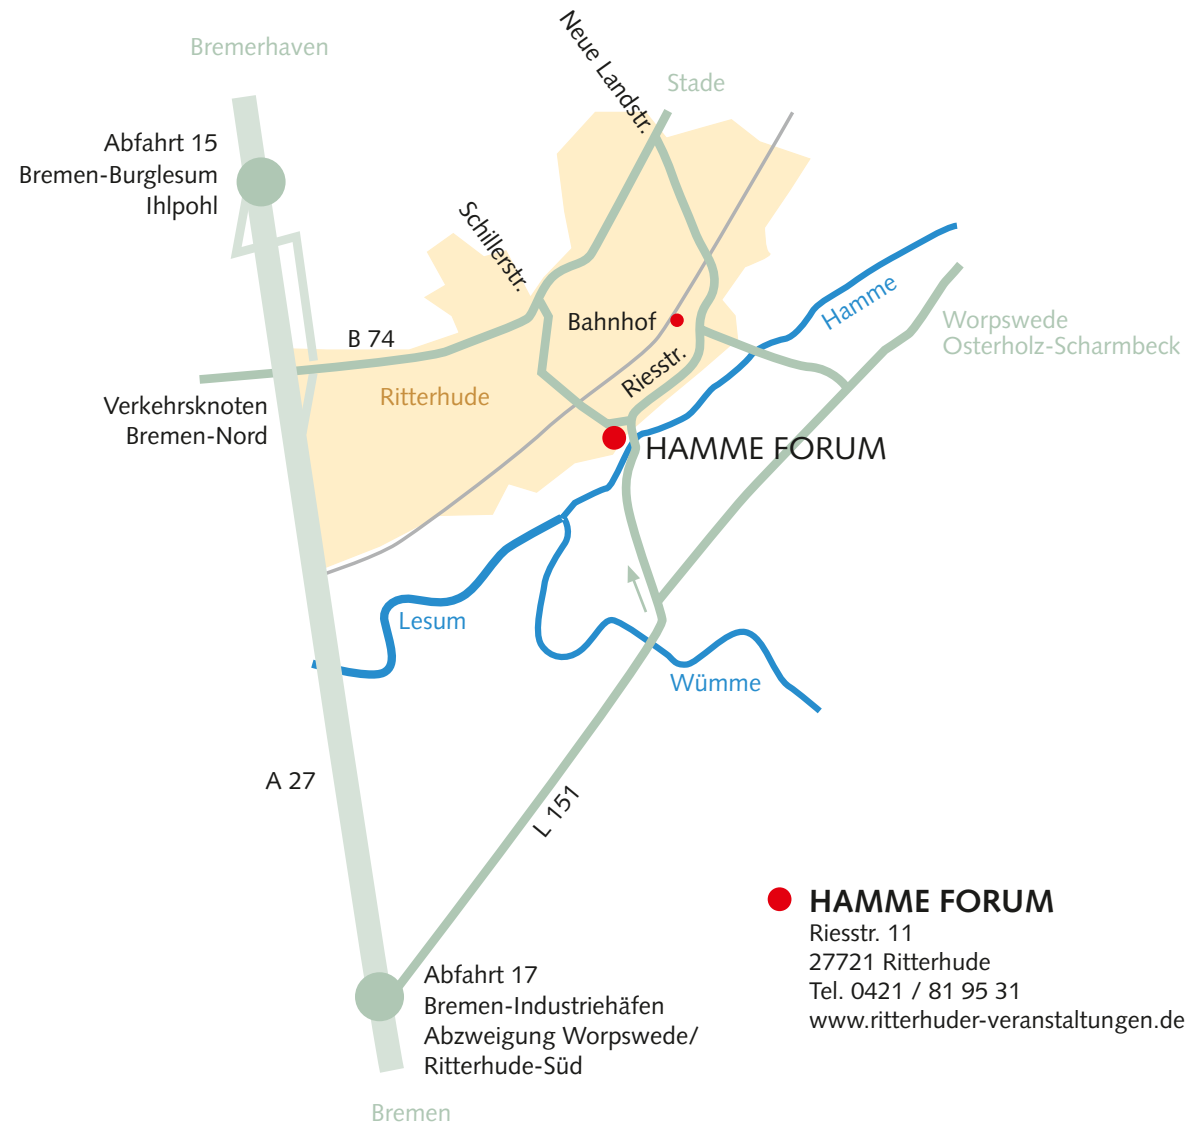 Neue Landstr.
Bremerhaven
Stade
Abfahrt 15
Bremen-Burglesum
Ihlpohl
Schillerstr.
Hamme
Bahnhof
Worpswede
Osterholz-Scharmbeck
B 74
Riesstr.
Ritterhude
Verkehrsknoten
Bremen-Nord
HAMME FORUM
Lesum
Wümme
A 27
L 151
HAMME FORUM
Riesstr. 11
27721 Ritterhude
Tel. 0421 / 81 95 31
www.ritterhuder-veranstaltungen.de
Abfahrt 17
Bremen-Industriehäfen
Abzweigung Worpswede/
Ritterhude-Süd
Bremen